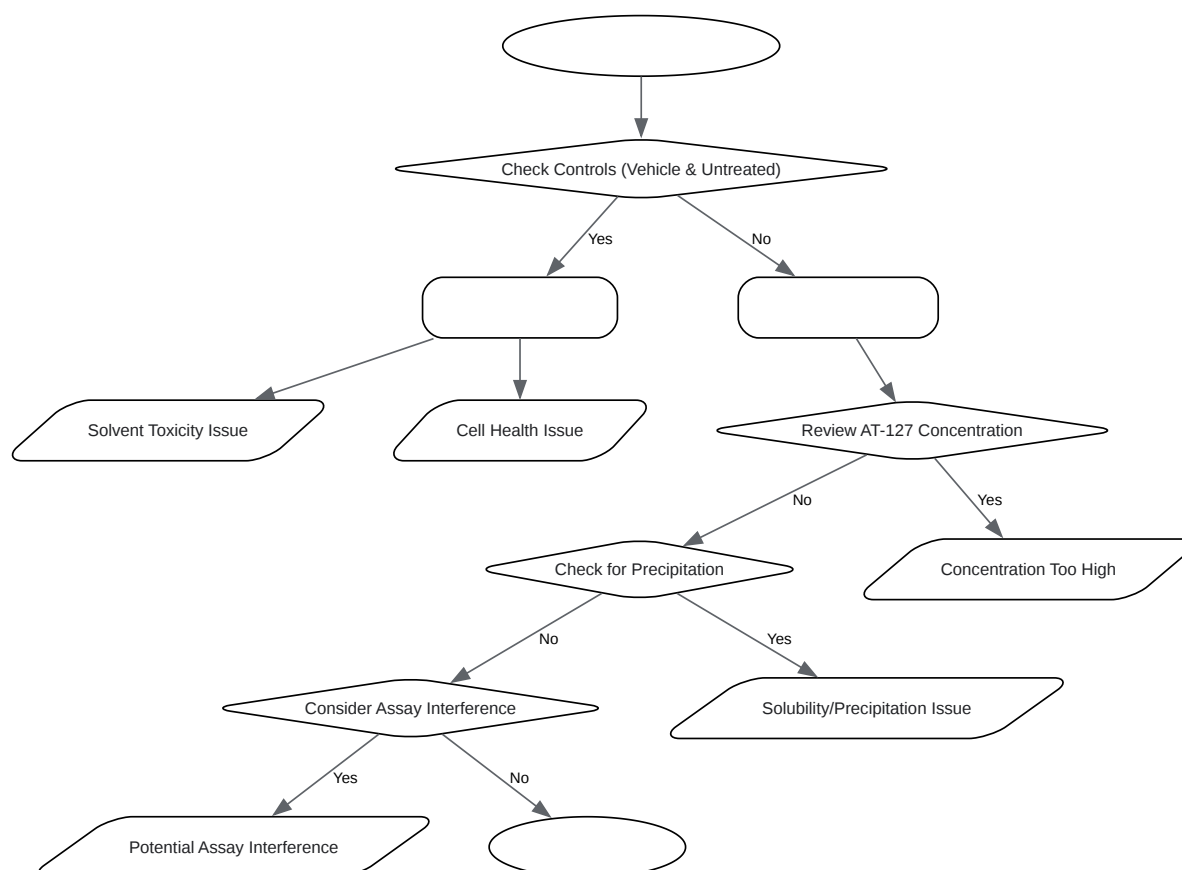 Check Controls (Vehicle & Untreated)
Yes
No
Solvent Toxicity Issue
Cell Health Issue
Review AT-127 Concentration
No
Yes
Check for Precipitation
Concentration Too High
No
Yes
Consider Assay Interference
Solubility/Precipitation Issue
Yes
No
Potential Assay Interference